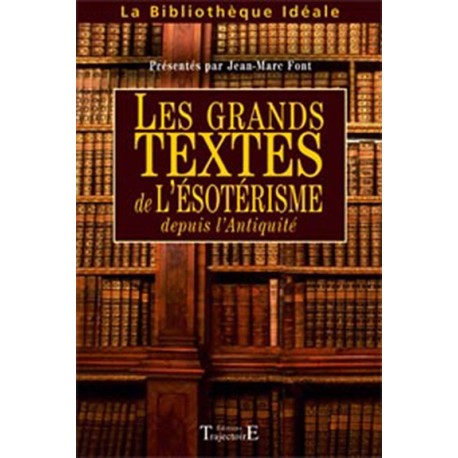 La Bibliothèque Idéale
Présentés par Jean-Marc Font
LES GRANDS
TEXTES
de L'ÉSOTÉRISME
depuis l'Antiquité
Éditions
TrajectoirE